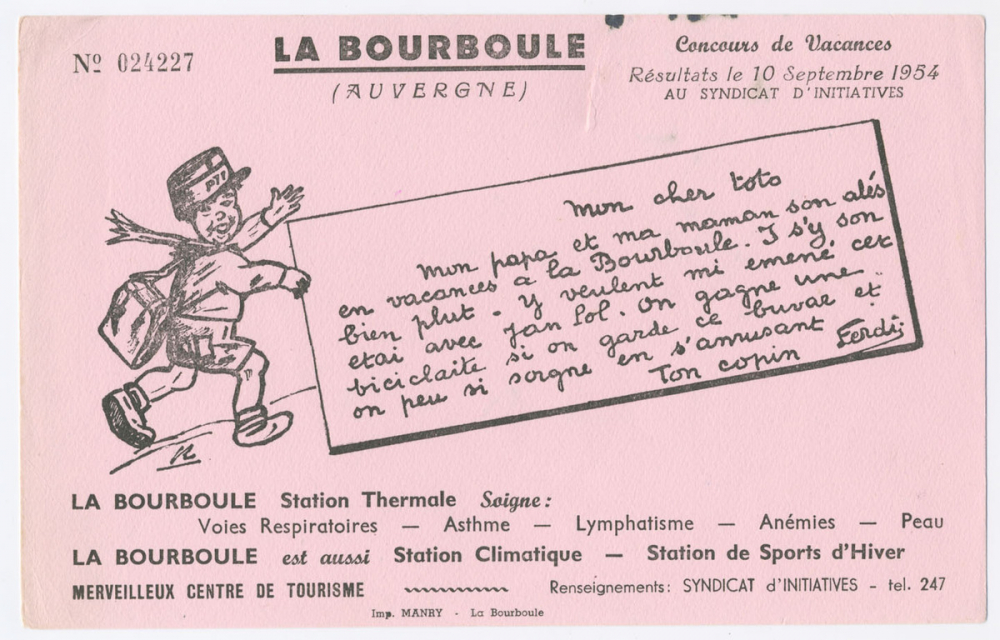 Nº 024227
LA BOURBOULE
(AUVERGNE)
Concours de Vacances
Résultats le 10 Septembre 1954
AU SYNDICAT D'INITIATIVES
PTT
Mon cher toto
Mon papa et ma maman son alés
en vacances a la Bourboule. I s'y son
bien plut - Y veulent mi emené cet
etai avec Jan Lol. On gagne une
biciclaite si on garde ce buvar et
on peu si soigné en s'amusant
Ton copin Ferdi
LA BOURBOULE Station Thermale Soigne:
Voies Respiratoires — Asthme — Lymphatisme — Anémies — Peau
LA BOURBOULE est aussi Station Climatique — Station de Sports d'Hiver
MERVEILLEUX CENTRE DE TOURISME Renseignements: SYNDICAT d'INITIATIVES - tel. 247
Imp. MANRY - La Bourboule